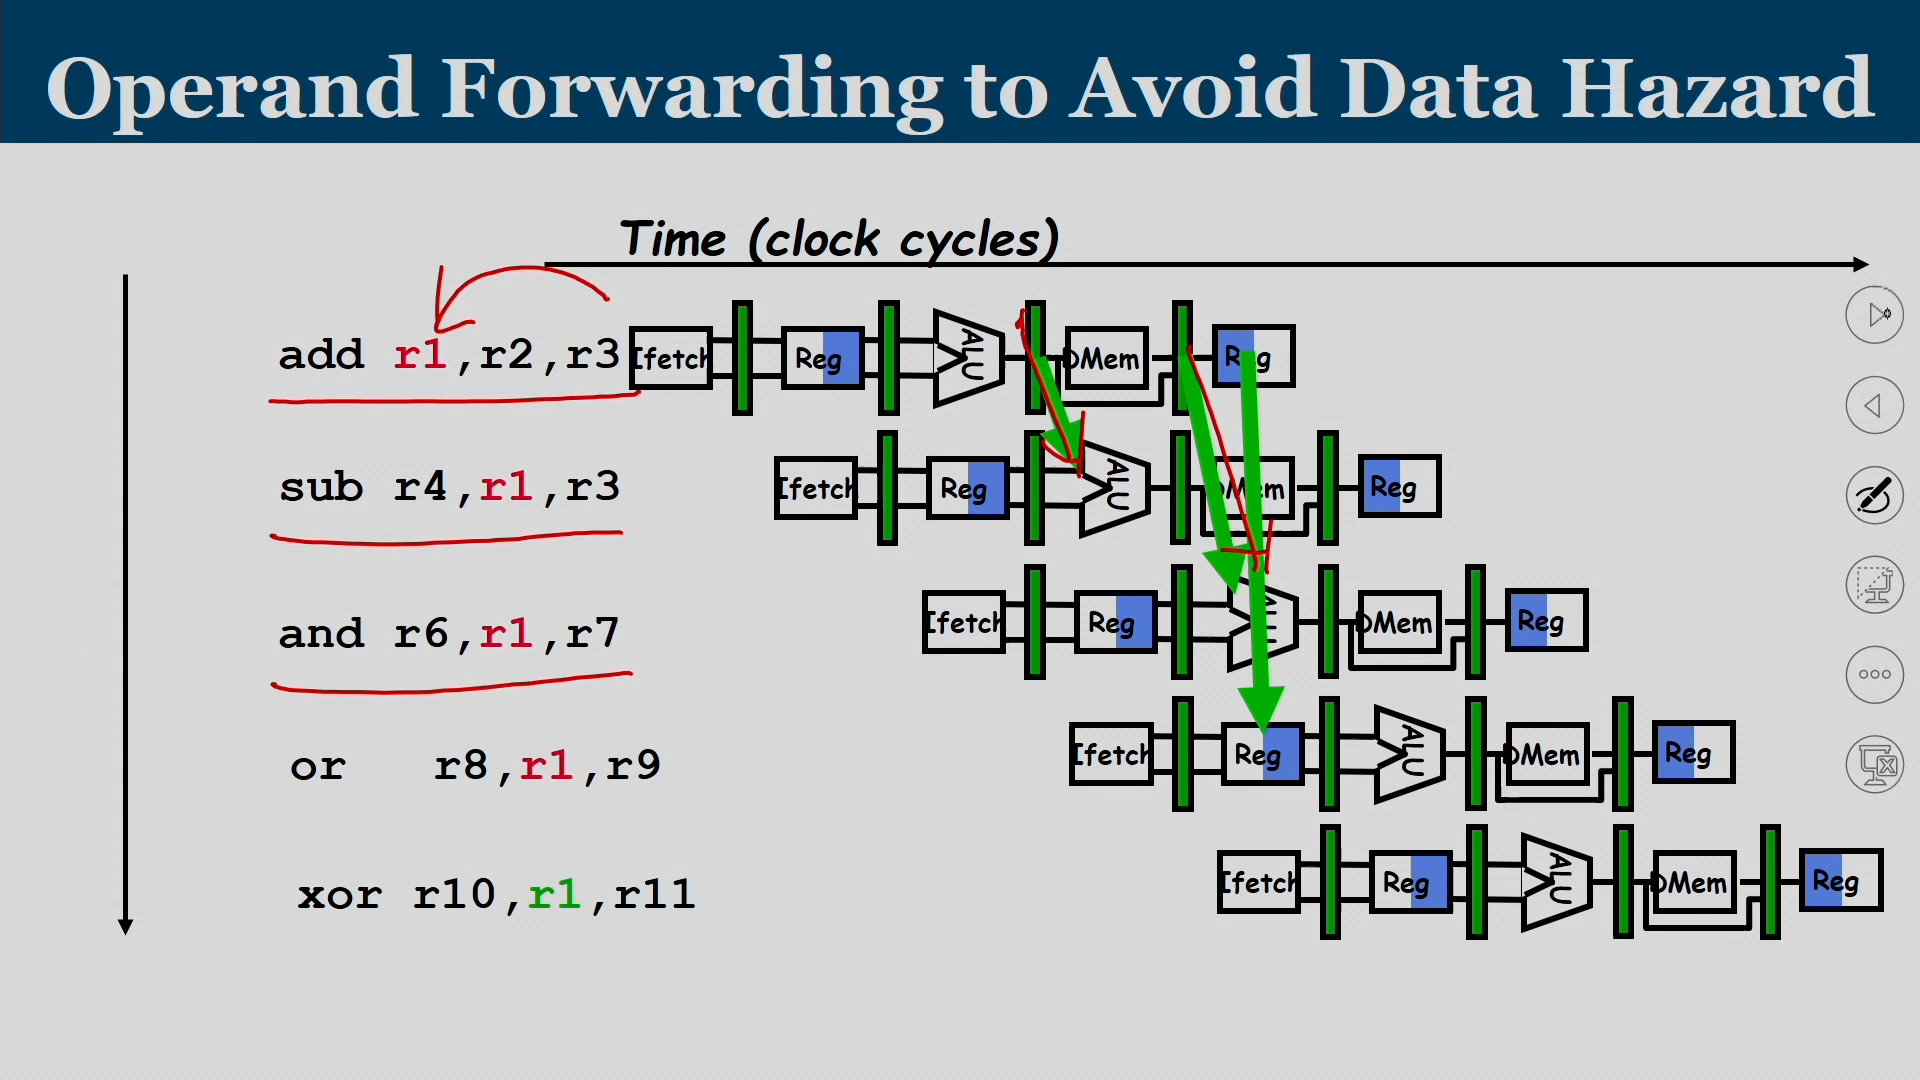 Operand Forwarding to Avoid Data Hazard
Time (clock cycles)
add r1,r2,r3
Ifetch Reg ALU DMem Reg
sub r4,r1,r3
Ifetch Reg ALU DMem Reg
and r6,r1,r7
Ifetch Reg ALU DMem Reg
or r8,r1,r9
Ifetch Reg ALU DMem Reg
xor r10,r1,r11
Ifetch Reg ALU DMem Reg